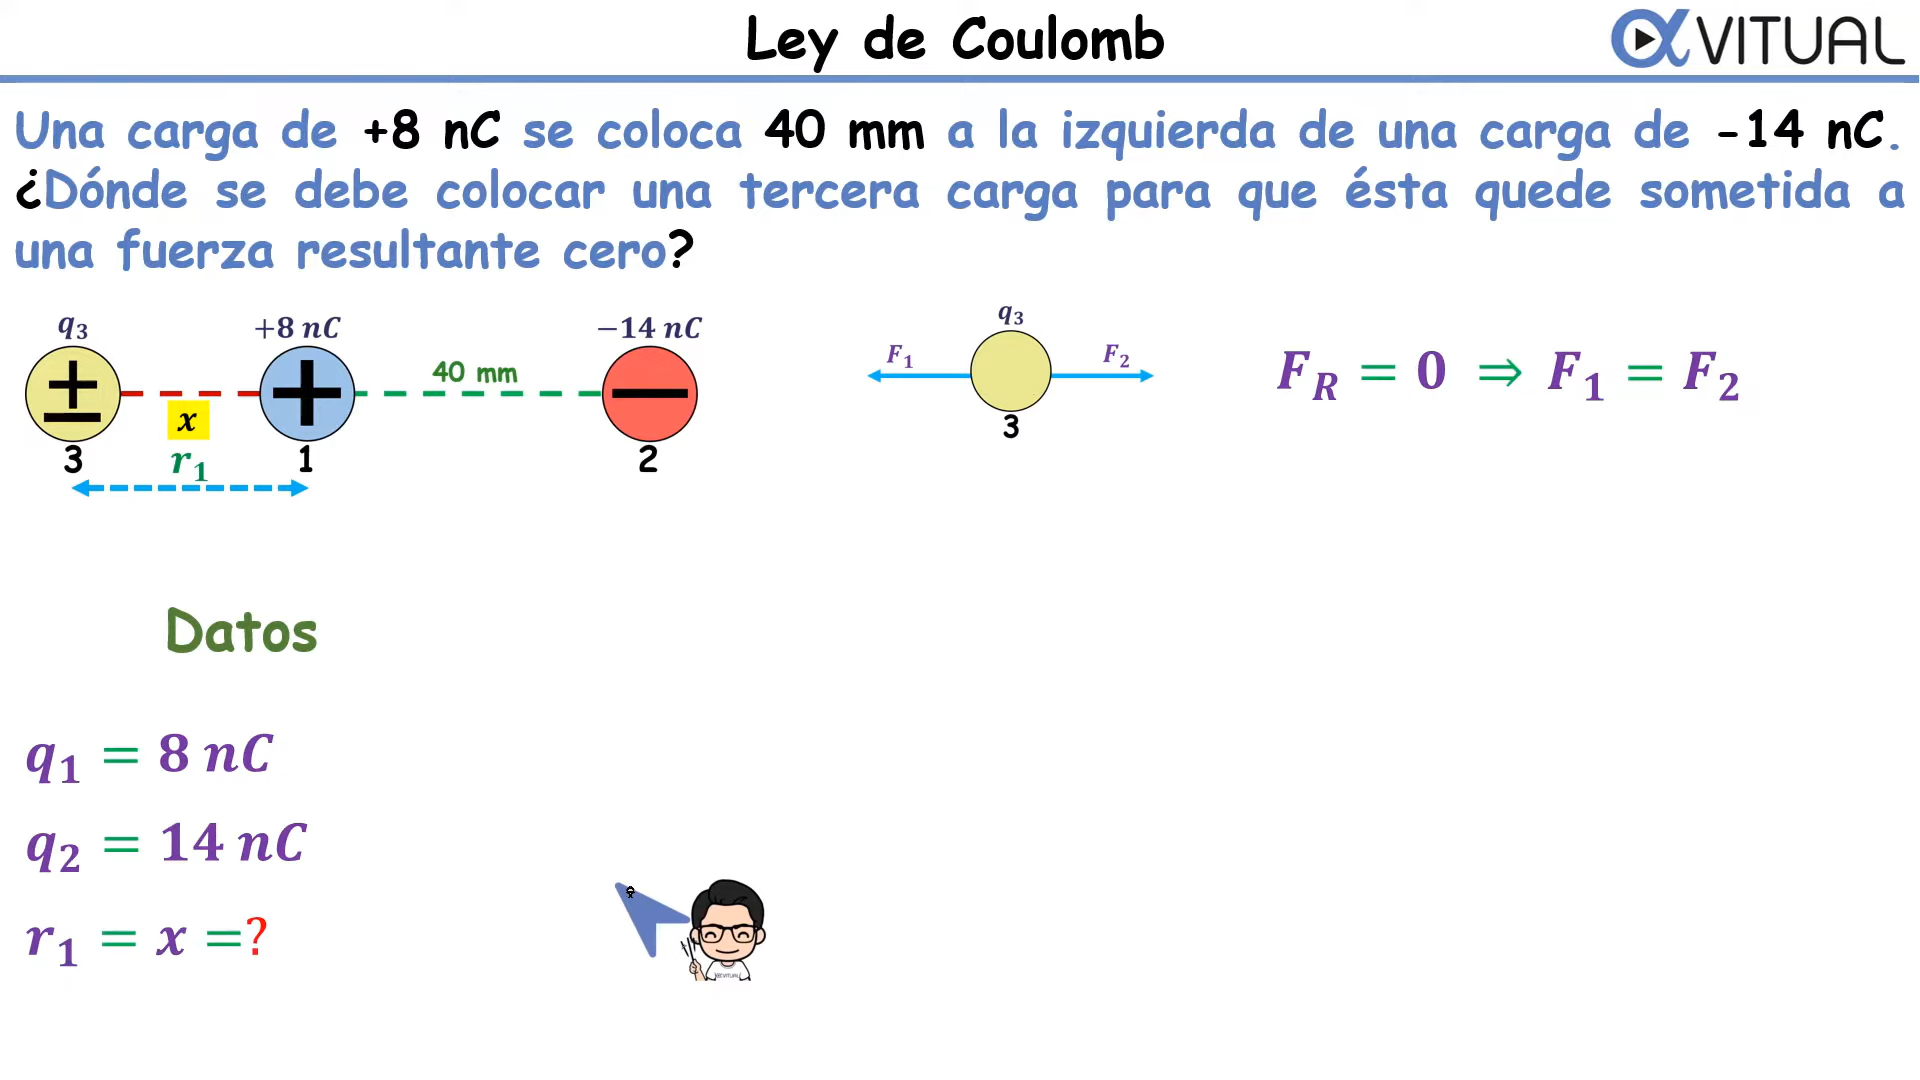 Ley de Coulomb
VITUAL
Una carga de +8 nC se coloca 40 mm a la izquierda de una carga de -14 nC.
¿Dónde se debe colocar una tercera carga para que ésta quede sometida a
una fuerza resultante cero?
q₃ +8 nC −14 nC
± + 40 mm −
x
3 r₁ 1 2
q₃
F₁ F₂
3
F_R = 0 ⇒ F₁ = F₂
Datos
q₁ = 8 nC
q₂ = 14 nC
r₁ = x =?